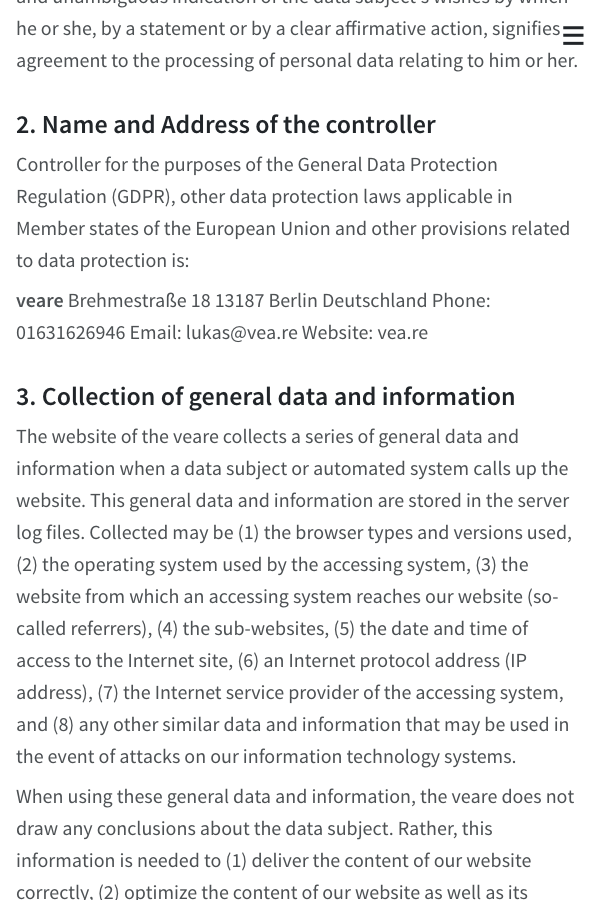 and unambiguous indication of the data subject's wishes by which
he or she, by a statement or by a clear affirmative action, signifies
agreement to the processing of personal data relating to him or her.
2. Name and Address of the controller
Controller for the purposes of the General Data Protection
Regulation (GDPR), other data protection laws applicable in
Member states of the European Union and other provisions related
to data protection is:
veare Brehmestraße 18 13187 Berlin Deutschland Phone:
01631626946 Email: lukas@vea.re Website: vea.re
3. Collection of general data and information
The website of the veare collects a series of general data and
information when a data subject or automated system calls up the
website. This general data and information are stored in the server
log files. Collected may be (1) the browser types and versions used,
(2) the operating system used by the accessing system, (3) the
website from which an accessing system reaches our website (so-
called referrers), (4) the sub-websites, (5) the date and time of
access to the Internet site, (6) an Internet protocol address (IP
address), (7) the Internet service provider of the accessing system,
and (8) any other similar data and information that may be used in
the event of attacks on our information technology systems.
When using these general data and information, the veare does not
draw any conclusions about the data subject. Rather, this
information is needed to (1) deliver the content of our website
correctly, (2) optimize the content of our website as well as its